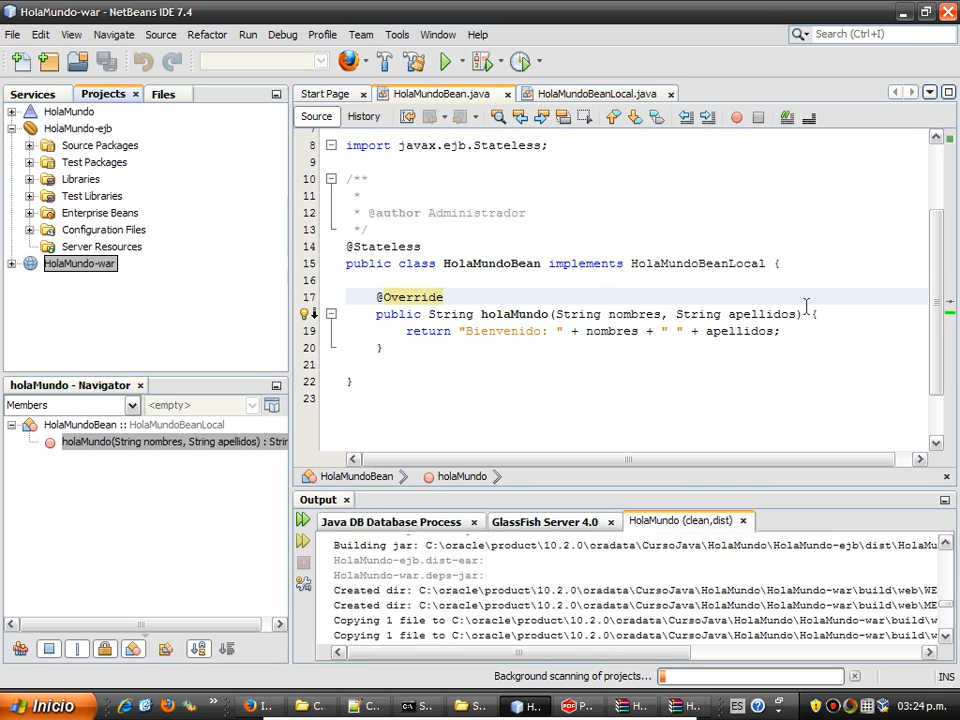 HolaMundo-war - NetBeans IDE 7.4
File Edit View Navigate Source Refactor Run Debug Profile Team Tools Window Help
Search (Ctrl+I)
Services Projects Files
Start Page HolaMundoBean.java HolaMundoBeanLocal.java
Source History
HolaMundo
HolaMundo-ejb
Source Packages
Test Packages
Libraries
Test Libraries
Enterprise Beans
Configuration Files
Server Resources
HolaMundo-war
7
8 import javax.ejb.Stateless;
9
10 /**
11 *
12 * @author Administrador
13 */
14 @Stateless
15 public class HolaMundoBean implements HolaMundoBeanLocal {
16
17 @Override
public String holaMundo(String nombres, String apellidos) {
19 return "Bienvenido: " + nombres + " " + apellidos;
20 }
21
22 }
23
holaMundo - Navigator
Members <empty>
HolaMundoBean :: HolaMundoBeanLocal
holaMundo(String nombres, String apellidos) : Stri
HolaMundoBean holaMundo
Output
Java DB Database Process GlassFish Server 4.0 HolaMundo (clean,dist)
Building jar: C:\oracle\product\10.2.0\oradata\CursoJava\HolaMundo\HolaMundo-ejb\dist\HolaMu
HolaMundo-ejb.dist-ear:
HolaMundo-war.deps-jar:
Created dir: C:\oracle\product\10.2.0\oradata\CursoJava\HolaMundo\HolaMundo-war\build\web\WE
Created dir: C:\oracle\product\10.2.0\oradata\CursoJava\HolaMundo\HolaMundo-war\build\web\ME
Copying 1 file to C:\oracle\product\10.2.0\oradata\CursoJava\HolaMundo\HolaMundo-war\build\w
Copying 1 file to C:\oracle\product\10.2.0\oradata\CursoJava\HolaMundo\HolaMundo-war\build\w
Background scanning of projects... INS
Inicio I... C... C... S... S... H... P... H... H... ES 03:24 p.m.